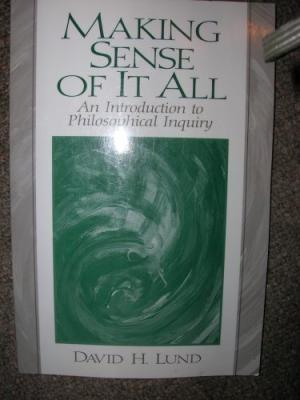 MAKING
SENSE
OF IT ALL
An Introduction to
Philosophical Inquiry
DAVID H. LUND